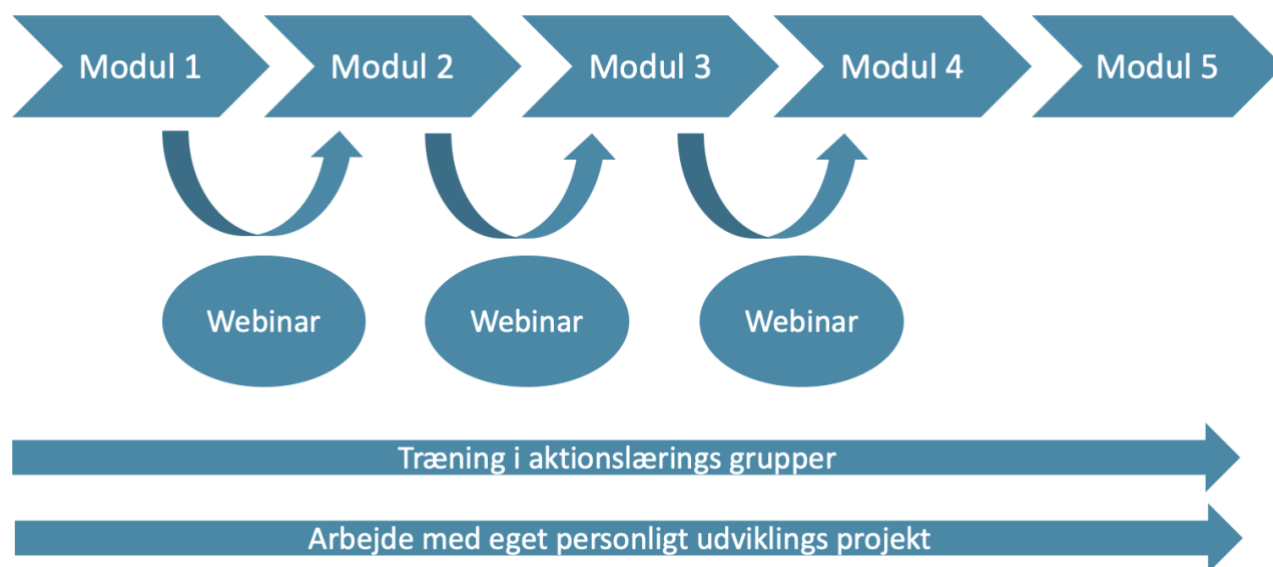 Modul 1
Modul 2
Modul 3
Modul 4
Modul 5
Webinar
Webinar
Webinar
Træning i aktionslærings grupper
Arbejde med eget personligt udviklings projekt